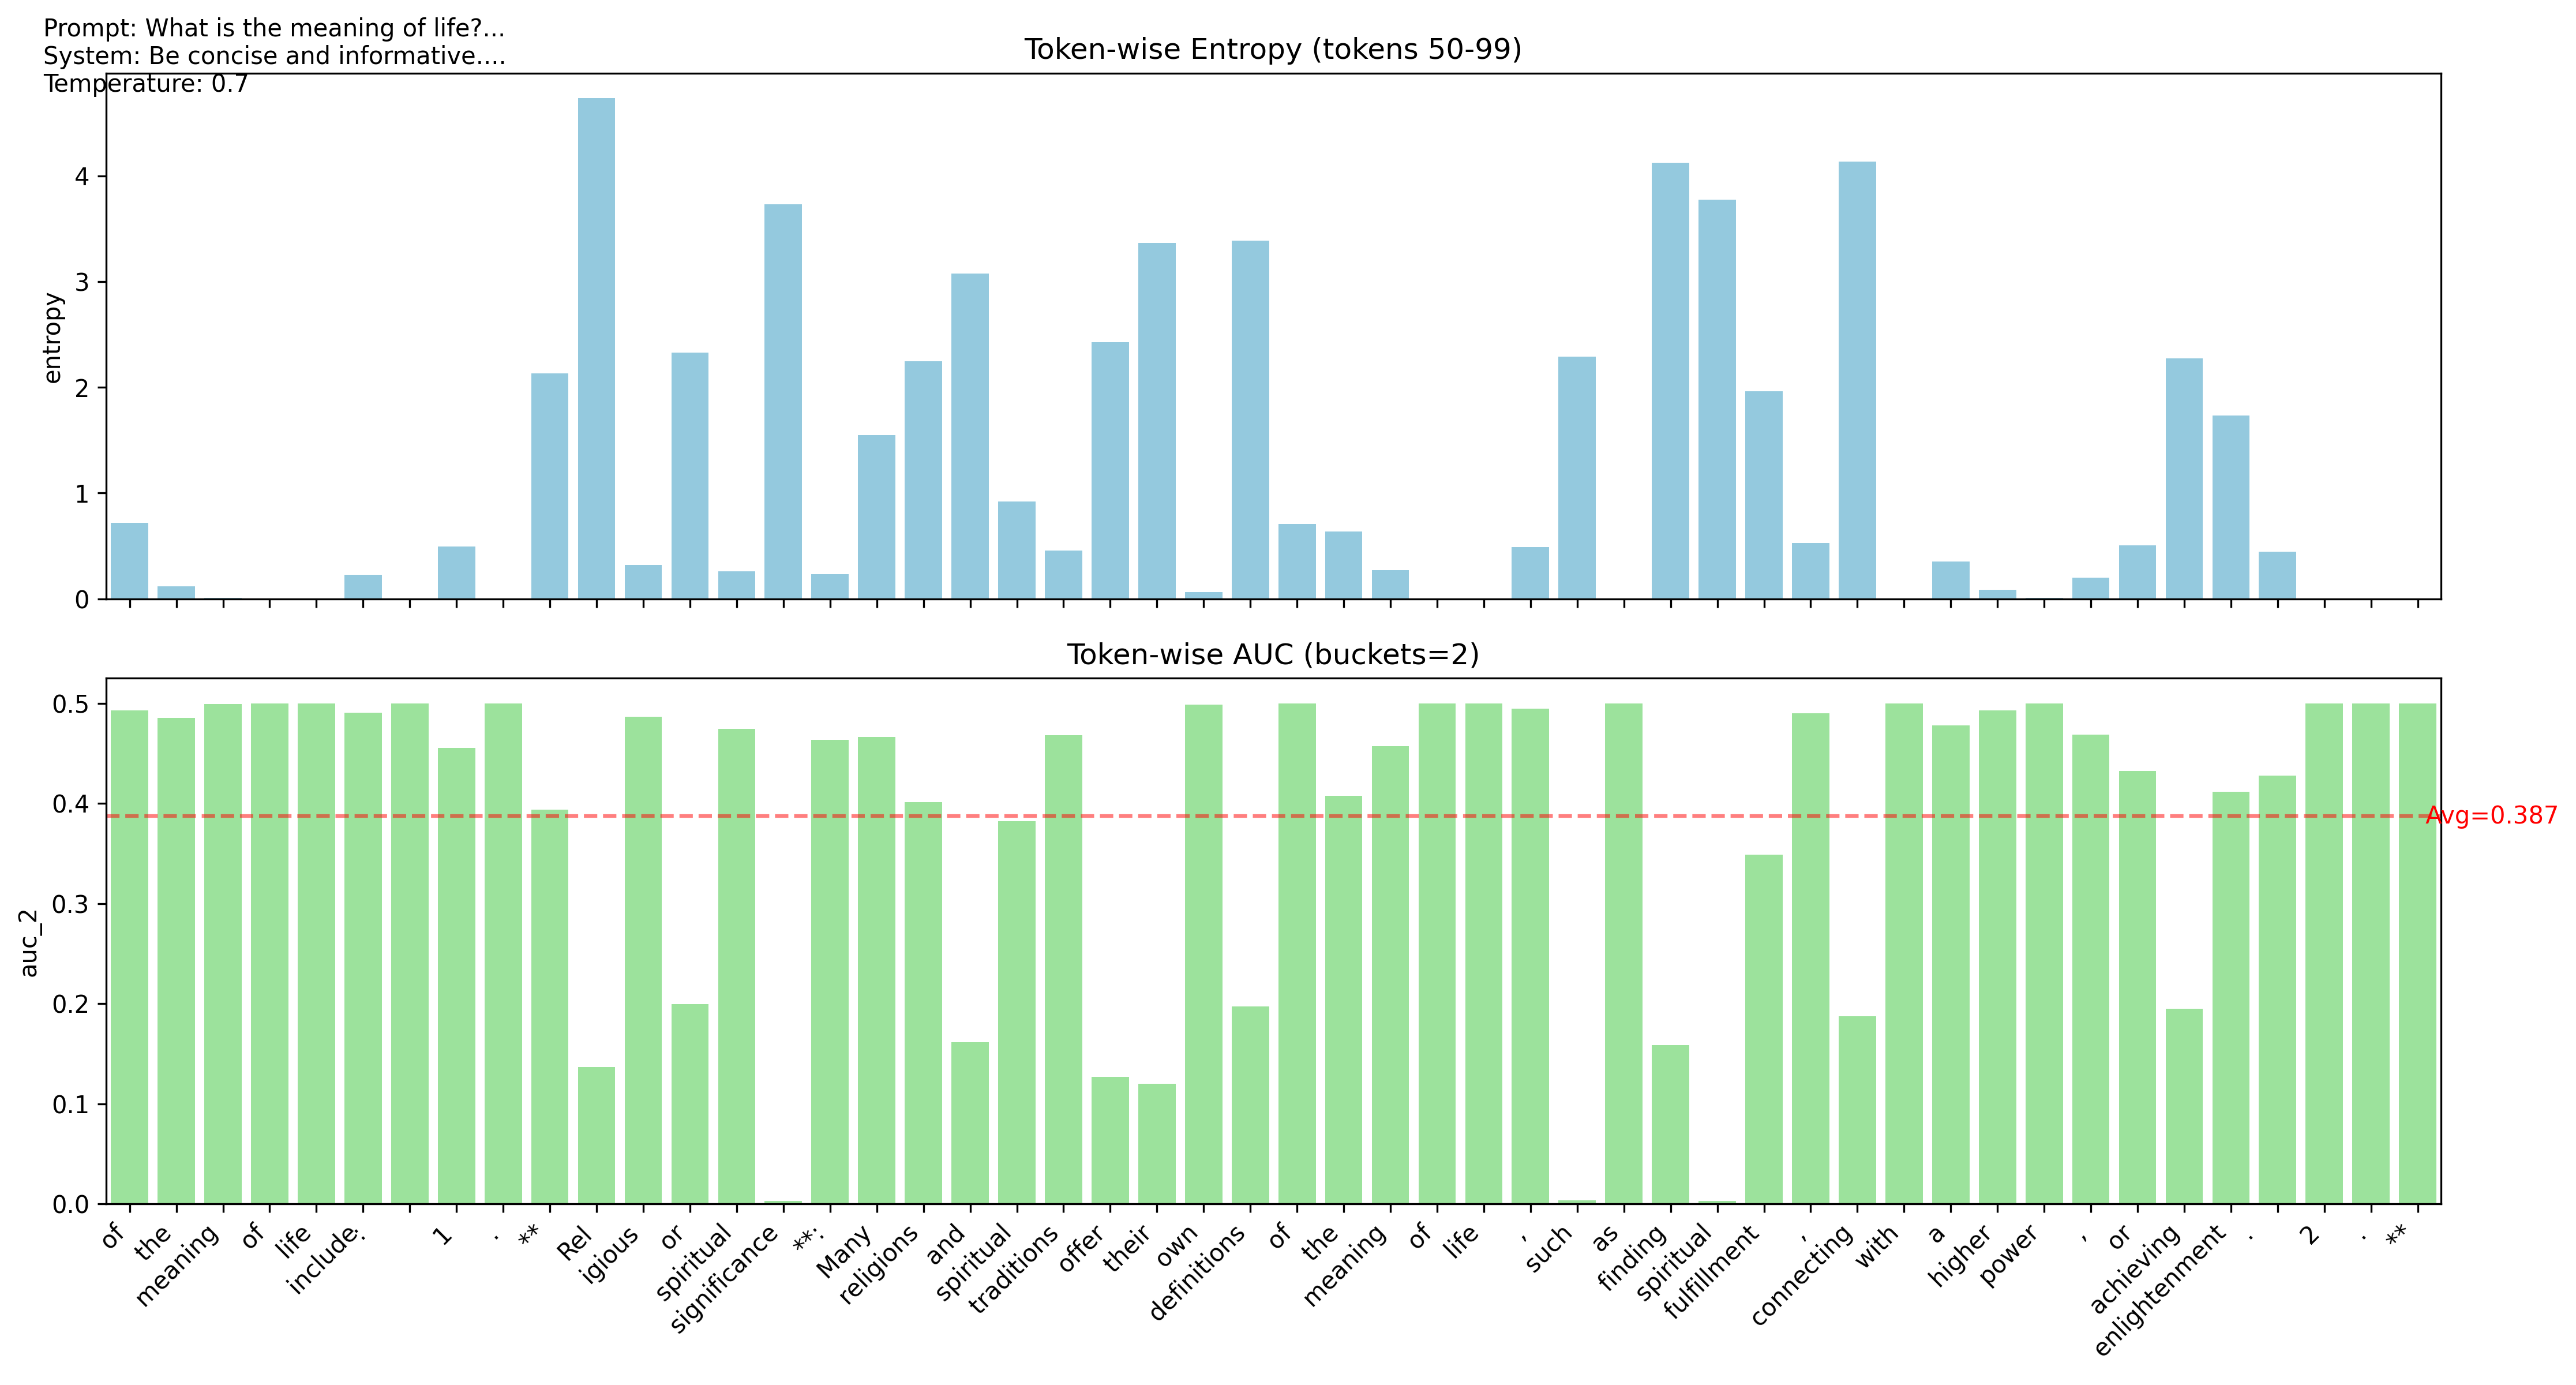 Prompt: What is the meaning of life?...
System: Be concise and informative....
Temperature: 0.7
Token-wise Entropy (tokens 50-99)
entropy
4
3
2
1
0
Token-wise AUC (buckets=2)
auc_2
0.5
0.4
0.3
0.2
0.1
0.0
Avg=0.387
of
the
meaning
of
life
include
:
1
.
**
Rel
igious
or
spiritual
significance
**:
Many
religions
and
spiritual
traditions
offer
their
own
definitions
of
the
meaning
of
life
,
such
as
finding
spiritual
fulfillment
,
connecting
with
a
higher
power
,
or
achieving
enlightenment
.
2
.
**